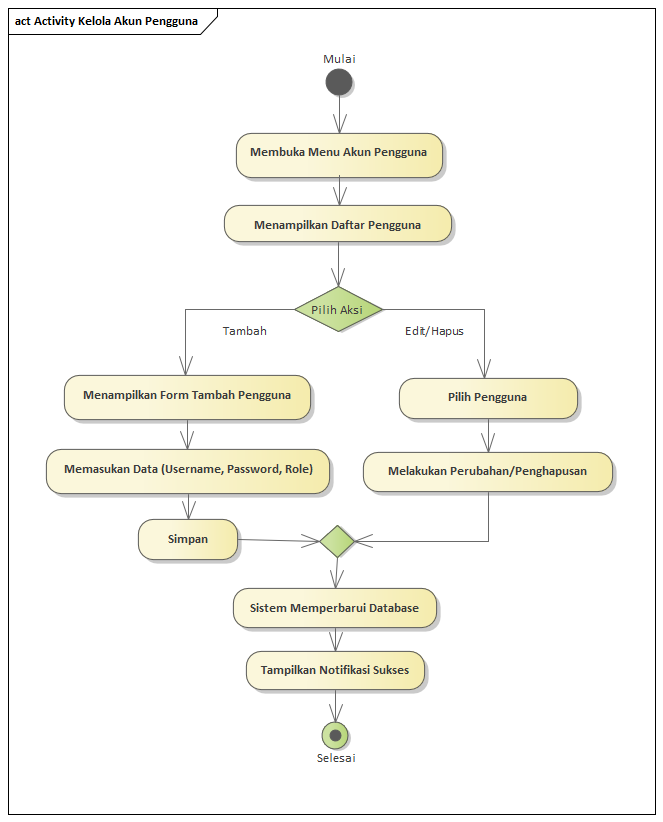 act Activity Kelola Akun Pengguna
Mulai
Membuka Menu Akun Pengguna
Menampilkan Daftar Pengguna
Pilih Aksi
Tambah
Edit/Hapus
Menampilkan Form Tambah Pengguna
Pilih Pengguna
Memasukan Data (Username, Password, Role)
Melakukan Perubahan/Penghapusan
Simpan
Sistem Memperbarui Database
Tampilkan Notifikasi Sukses
Selesai